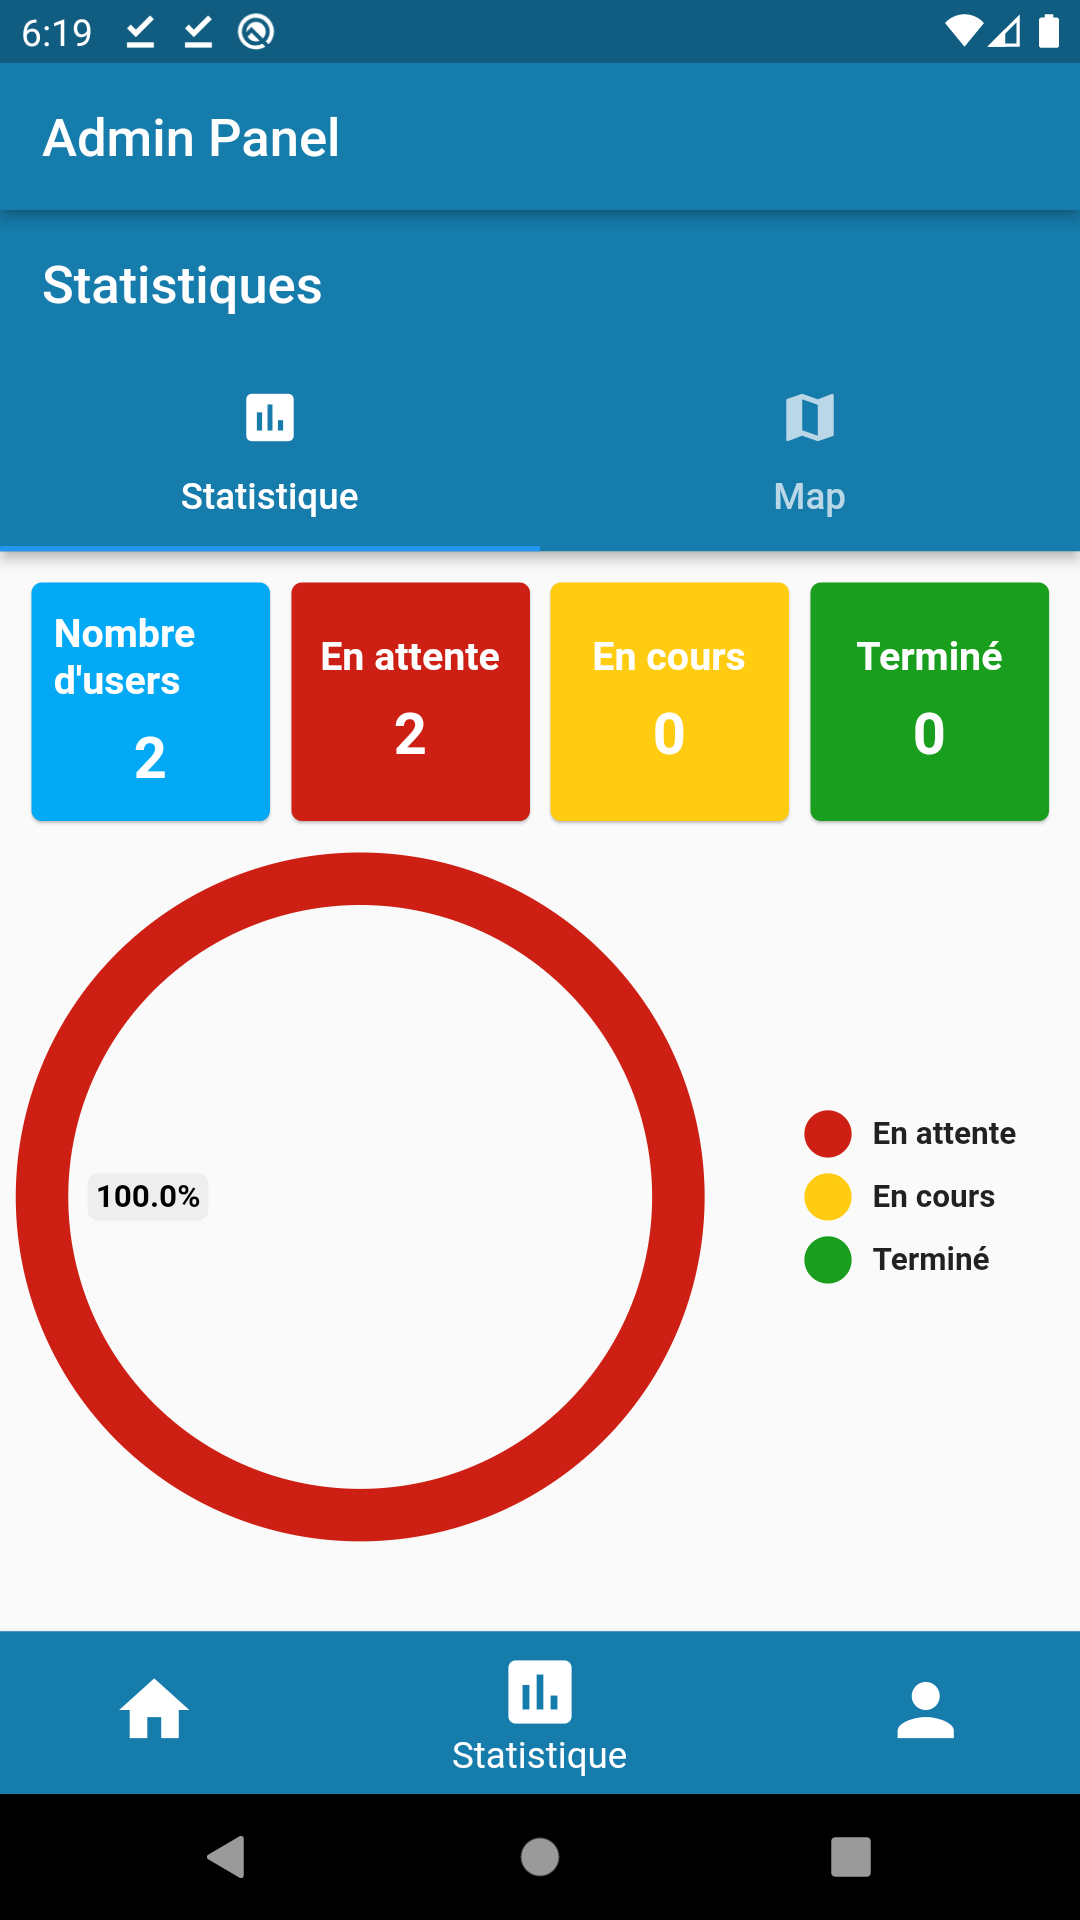 6:19
Admin Panel
Statistiques
Statistique
Map
Nombre
d'users
2
En attente
2
En cours
0
Terminé
0
100.0%
En attente
En cours
Terminé
Statistique